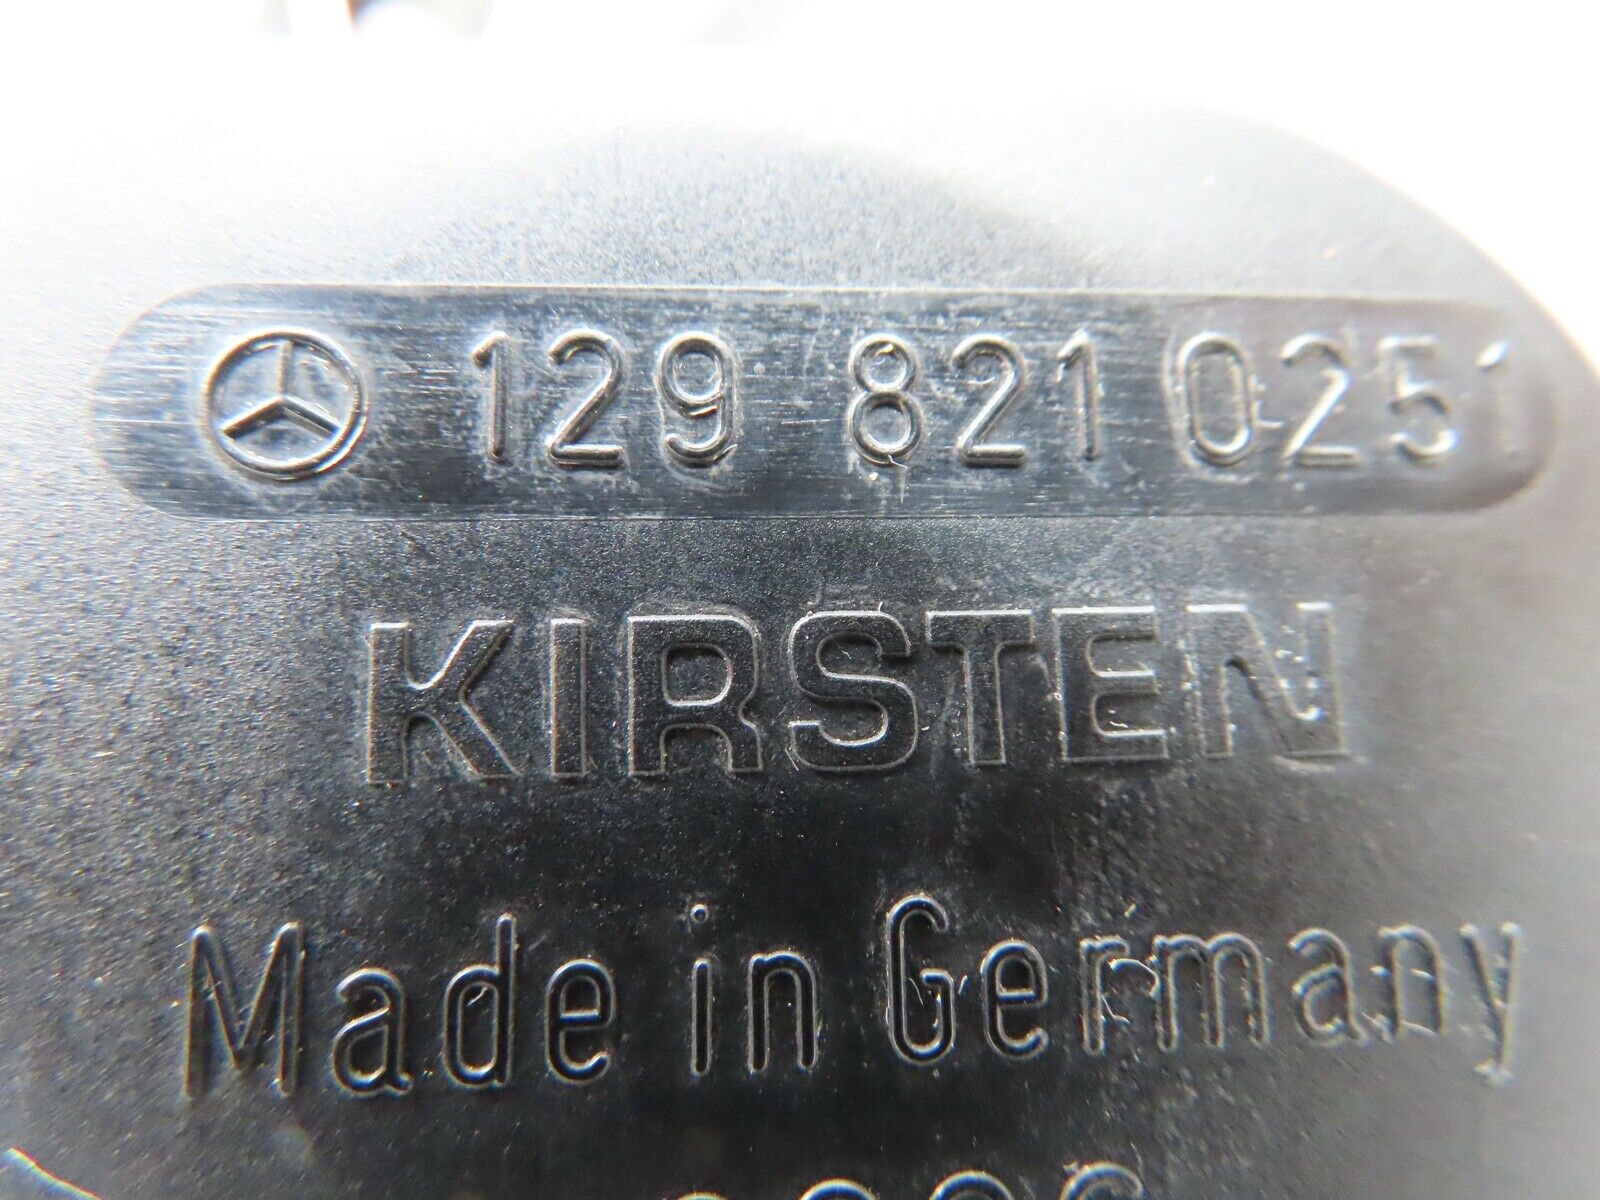 129 821 0251
KIRSTEN
Made in Germany